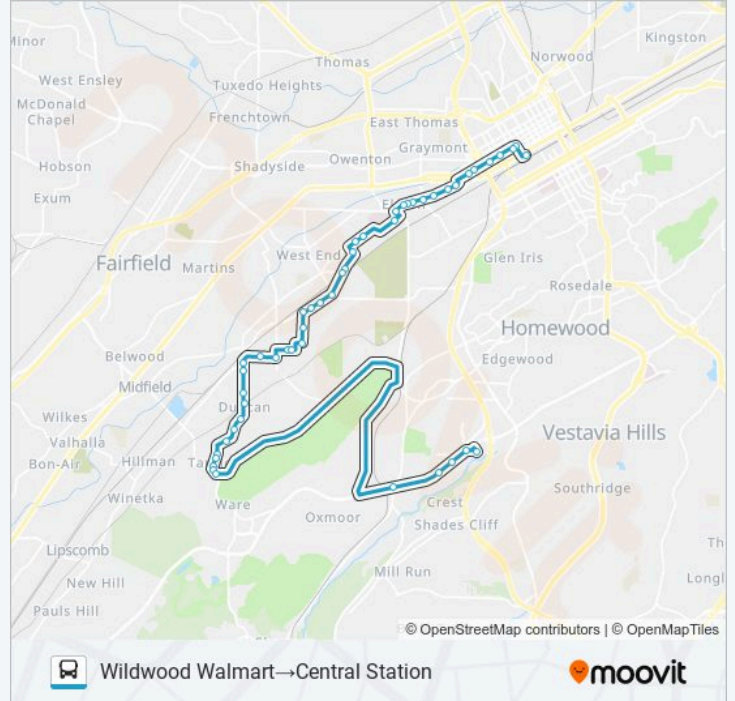 Kingston
Minor
Norwood
Thomas
West Ensley
Tuxedo Heights
McDonald
Chapel
Frenchtown
East Thomas
Graymont
Owenton
Hobson
Shadyside
Exum
West End
Glen Iris
Fairfield
Martins
Rosedale
Homewood
Belwood
Edgewood
Midfield
Wilkes
Vestavia Hills
Valhalla
Bon-Air
Hillman
Southridge
Winetka
Ware
Crest
Oxmoor
Shades Cliff
Lipscomb
Th
Mill Run
New Hill
Longl
Pauls Hill
© OpenStreetMap contributors | © OpenMapTiles
Wildwood Walmart→Central Station
moovit